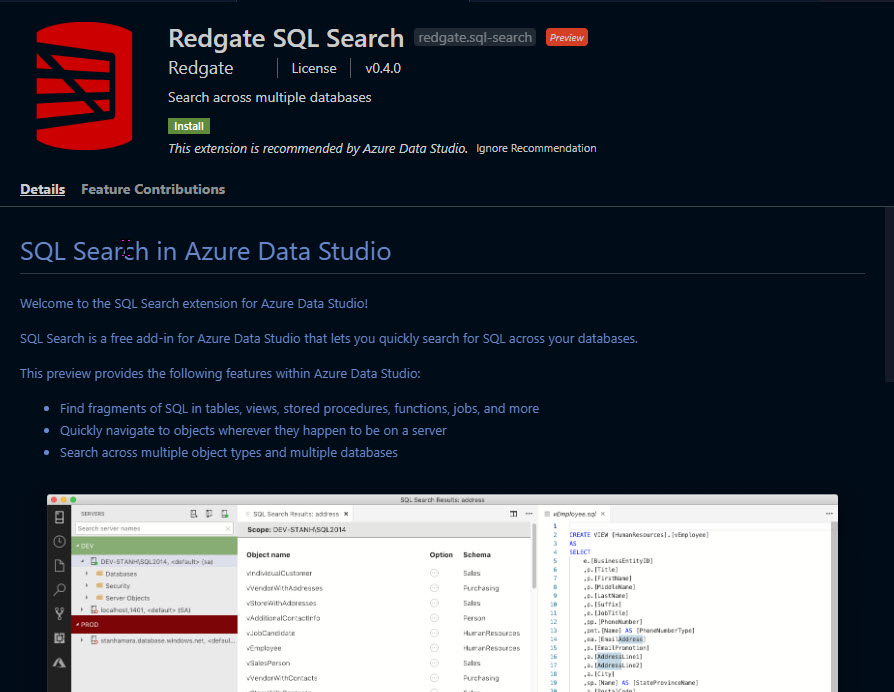 Redgate SQL Search redgate.sql-search Preview
Redgate License v0.4.0
Search across multiple databases
Install
This extension is recommended by Azure Data Studio. Ignore Recommendation
Details Feature Contributions
SQL Search in Azure Data Studio
Welcome to the SQL Search extension for Azure Data Studio!
SQL Search is a free add-in for Azure Data Studio that lets you quickly search for SQL across your databases.
This preview provides the following features within Azure Data Studio:
• Find fragments of SQL in tables, views, stored procedures, functions, jobs, and more
• Quickly navigate to objects wherever they happen to be on a server
• Search across multiple object types and multiple databases
SQL Search Results: address
SERVERS
Search server names
DEV
DEV-STANH\SQL2014, <default> (sa)
Databases
Security
Server Objects
localhost,1401, <default> (SA)
PROD
stanhamara.database.windows.net, <defaul...
SQL Search Results: address
Scope: DEV-STANH\SQL2014
Object name Option Schema
vIndividualCustomer Sales
vVendorWithAddresses Purchasing
vStoreWithAddresses Sales
vAdditionalContactInfo Person
vJobCandidate HumanResources
vEmployee HumanResources
vSalesPerson Sales
vVendorWithContacts Purchasing
vStoreWithContacts Sales
vEmployee.sql
1
2 CREATE VIEW [HumanResources].[vEmployee]
3 AS
4 SELECT
5 e.[BusinessEntityID]
6 ,p.[Title]
7 ,p.[FirstName]
8 ,p.[MiddleName]
9 ,p.[LastName]
10 ,p.[Suffix]
11 ,e.[JobTitle]
12 ,pp.[PhoneNumber]
13 ,pnt.[Name] AS [PhoneNumberType]
14 ,ea.[EmailAddress]
15 ,p.[EmailPromotion]
16 ,a.[AddressLine1]
17 ,a.[AddressLine2]
18 ,a.[City]
19 ,sp.[Name] AS [StateProvinceName]
20 ,a.[PostalCode]